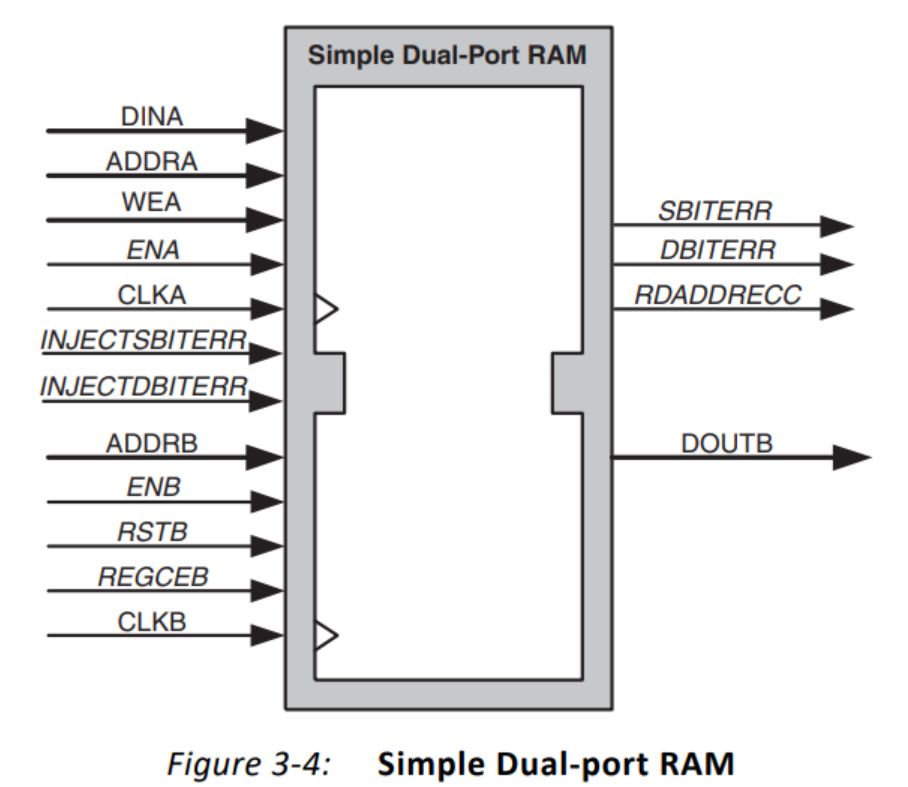 Simple Dual-Port RAM
DINA
ADDRA
WEA
ENA
CLKA
INJECTSBITERR
INJECTDBITERR
ADDRB
ENB
RSTB
REGCEB
CLKB
SBITERR
DBITERR
RDADDRECC
DOUTB
Figure 3-4: Simple Dual-port RAM